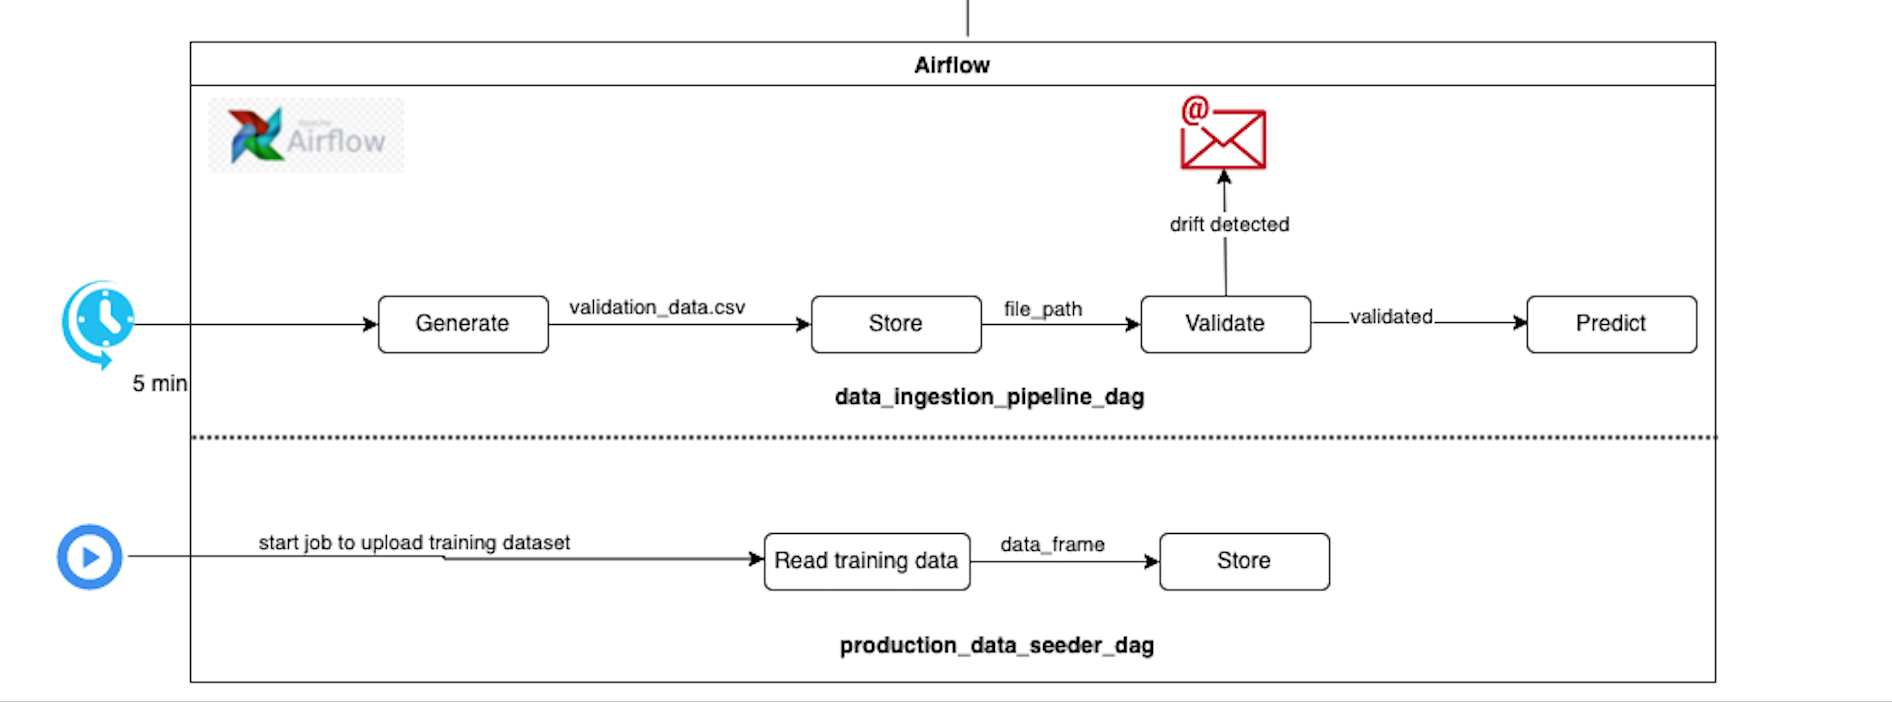 Airflow
Apache
Airflow
drift detected
validation_data.csv
file_path
validated
Generate
Store
Validate
Predict
5 min
data_ingestion_pipeline_dag
start job to upload training dataset
data_frame
Read training data
Store
production_data_seeder_dag